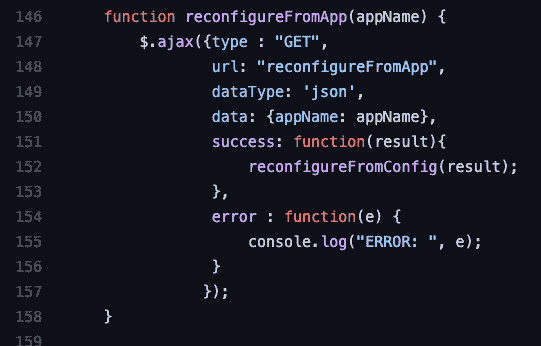 146 function reconfigureFromApp(appName) {
147 $.ajax({type : "GET",
148 url: "reconfigureFromApp",
149 dataType: 'json',
150 data: {appName: appName},
151 success: function(result){
152 reconfigureFromConfig(result);
153 },
154 error : function(e) {
155 console.log("ERROR: ", e);
156 }
157 });
158 }
159